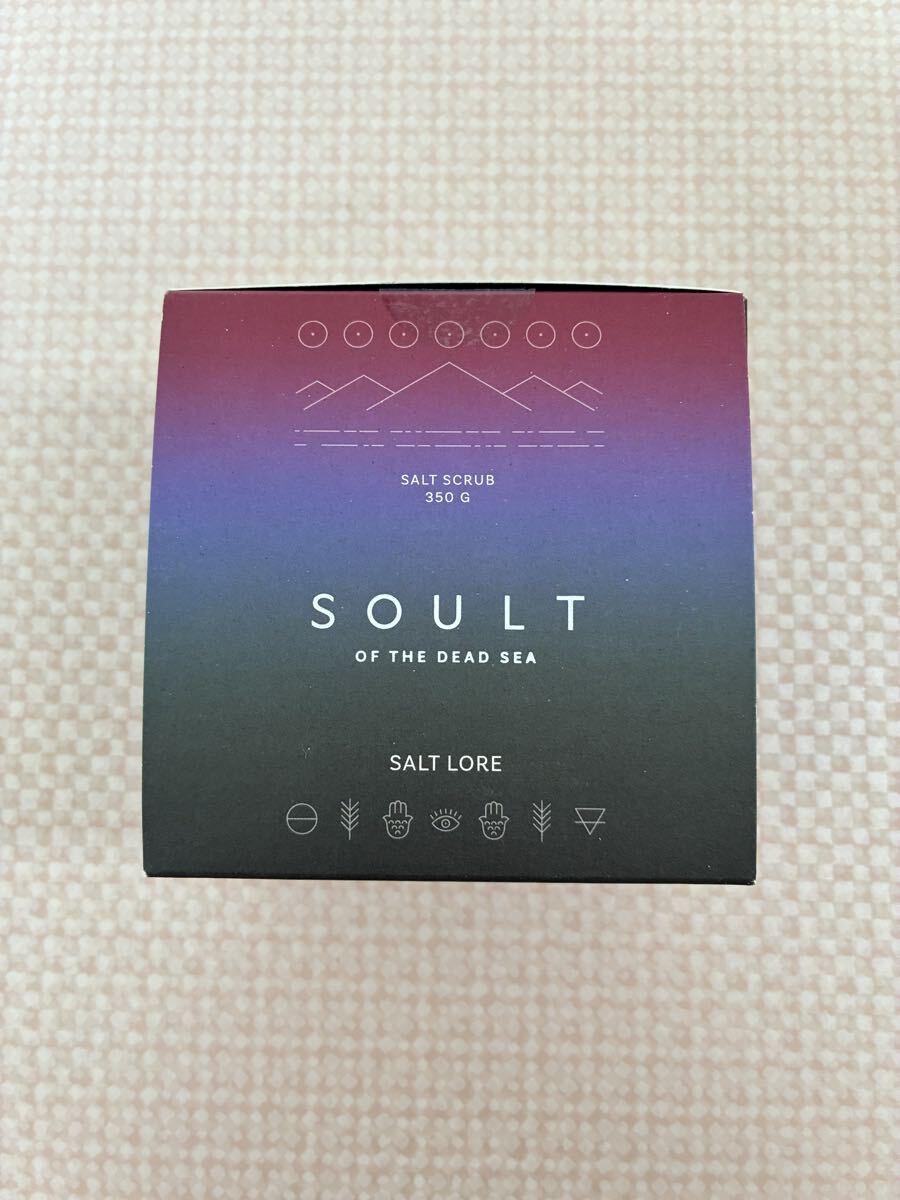 SALT SCRUB
350 G
SOULT
OF THE DEAD SEA
SALT LORE